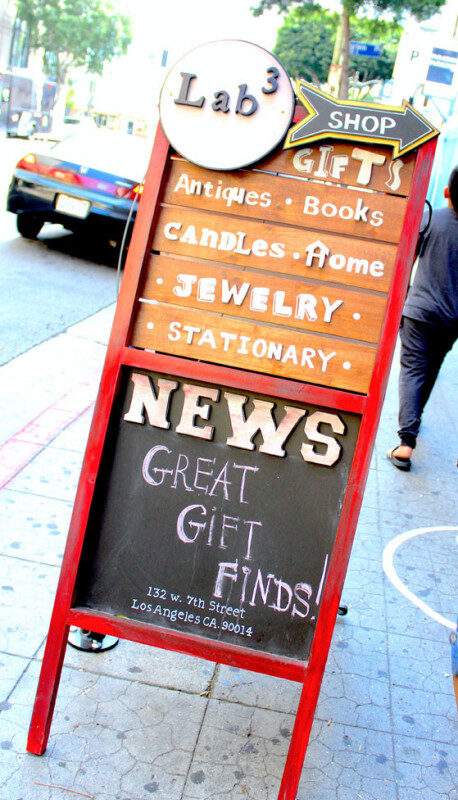 Lab³
SHOP
GIFTS
Antiques · Books
CANDLES · Home
· JEWELRY ·
· STATIONARY ·
NEWS
GREAT
GIFT
FINDS!
132 w. 7th Street
Los Angeles CA. 90014
P